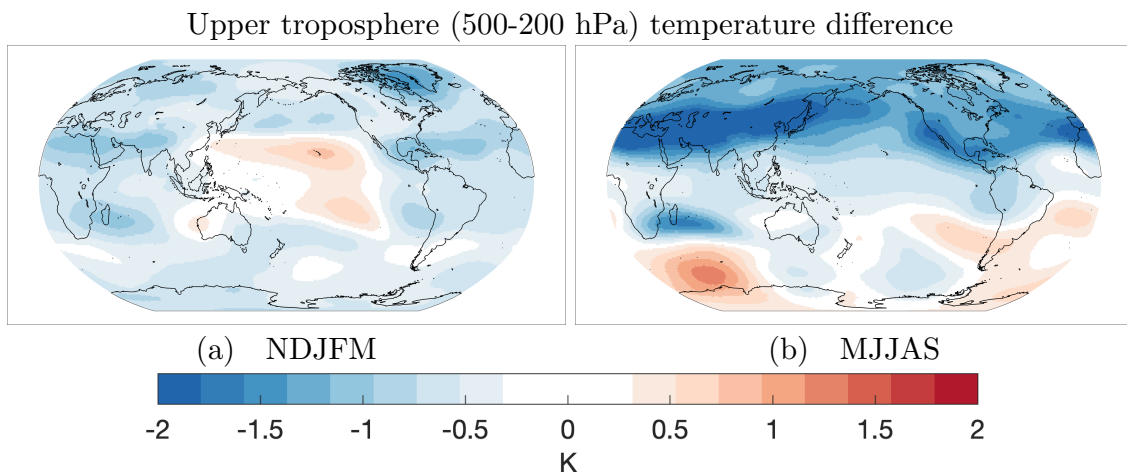 Upper troposphere (500-200 hPa) temperature difference
(a) NDJFM
(b) MJJAS
-2 -1.5 -1 -0.5 0 0.5 1 1.5 2
K